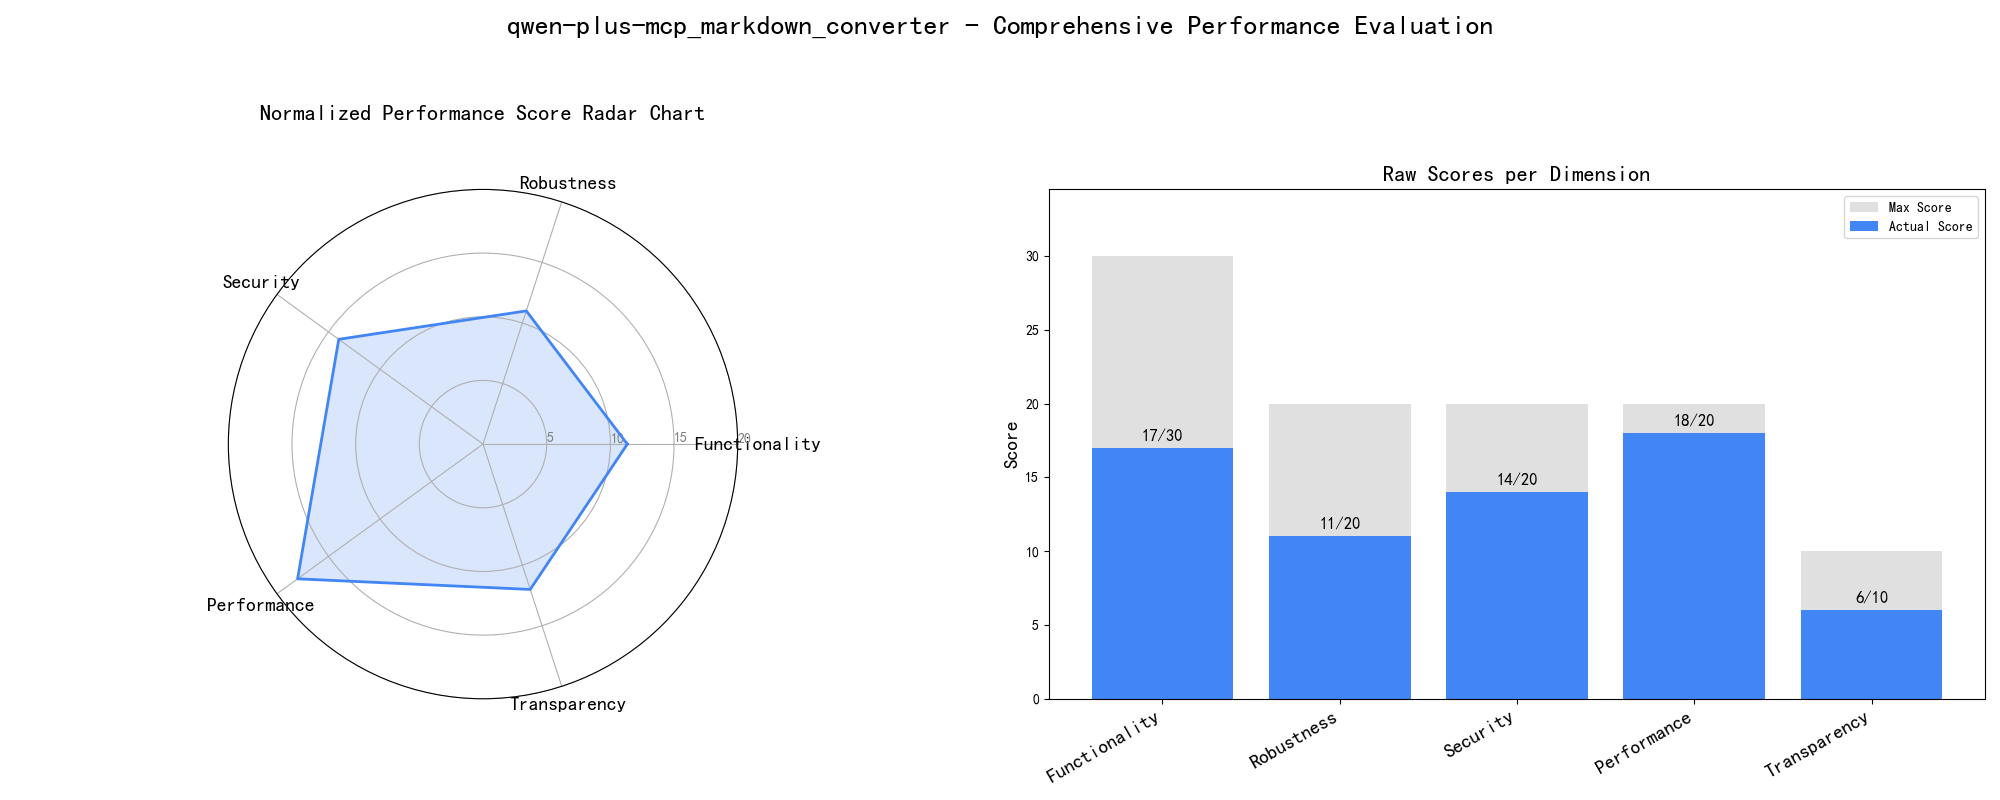 qwen-plus-mcp_markdown_converter - Comprehensive Performance Evaluation
Normalized Performance Score Radar Chart
Robustness
Security
Functionality
Performance
Transparency
5
10
15
20
Raw Scores per Dimension
Max Score
Actual Score
Score
30
25
20
15
10
5
0
17/30
11/20
14/20
18/20
6/10
Functionality
Robustness
Security
Performance
Transparency